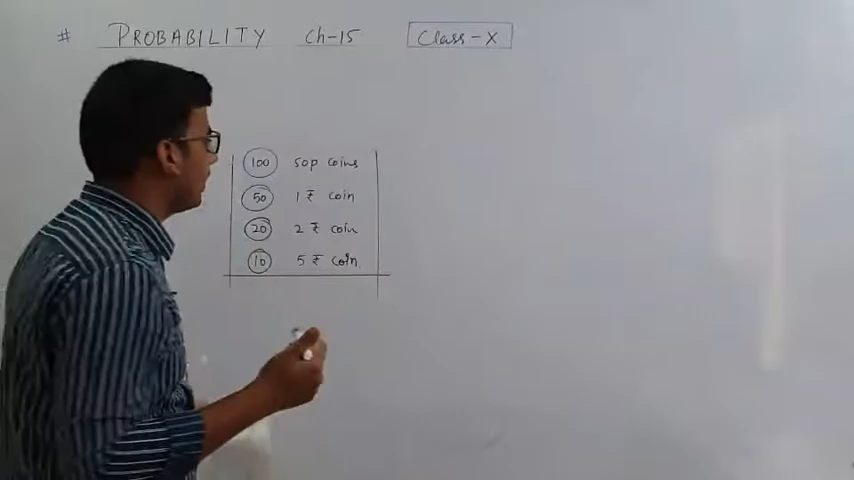 # PROBABILITY Ch-15 Class-X
100 50p coins
50 1 ₹ coin
20 2 ₹ coin
10 5 ₹ coin